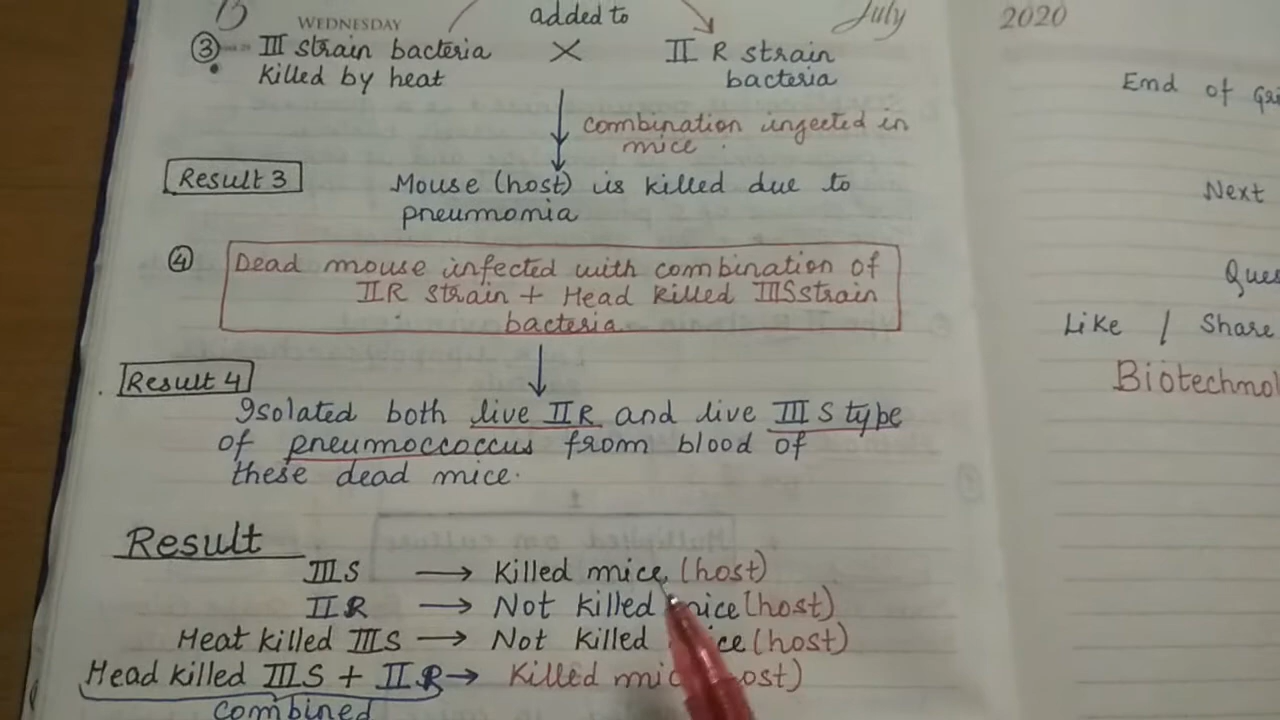 WEDNESDAY
added to
July
2020
③ III strain bacteria X II R strain
killed by heat
bacteria
combination injected in
mice.
Result 3
Mouse (host) is killed due to
pneumomia
④ Dead mouse infected with combination of
IIR strain + Head killed IIISstrain
bacteria
Result 4
Isolated both live IIR and live III S type
of pneumoccoccus from blood of
these dead mice.
Result
IIIS → Killed mice (host)
IIR → Not killed mice (host)
Heat killed IIIS → Not killed (host)
Head killed IIIS + IIR → Killed
combined
End of
Next
Like / Share